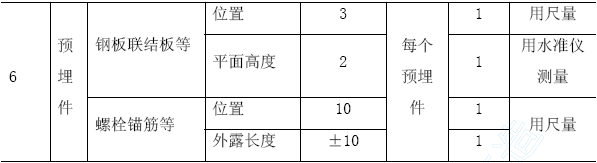 6 预埋件 钢板联结板等 位置 3 每个预埋件 1 用尺量
平面高度 2 1 用水准仪测量
螺栓锚筋等 位置 10 1 用尺量
外露长度 ±10 1